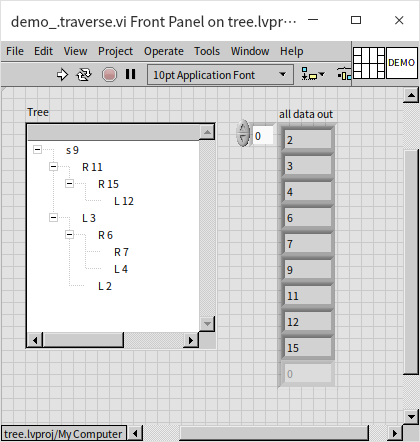 demo_.traverse.vi Front Panel on tree.lvpr...
File Edit View Project Operate Tools Window Help
10pt Application Font
DEMO
Tree
s 9
R 11
R 15
L 12
L 3
R 6
R 7
L 4
L 2
0
all data out
2
3
4
6
7
9
11
12
15
0
tree.lvproj/My Computer